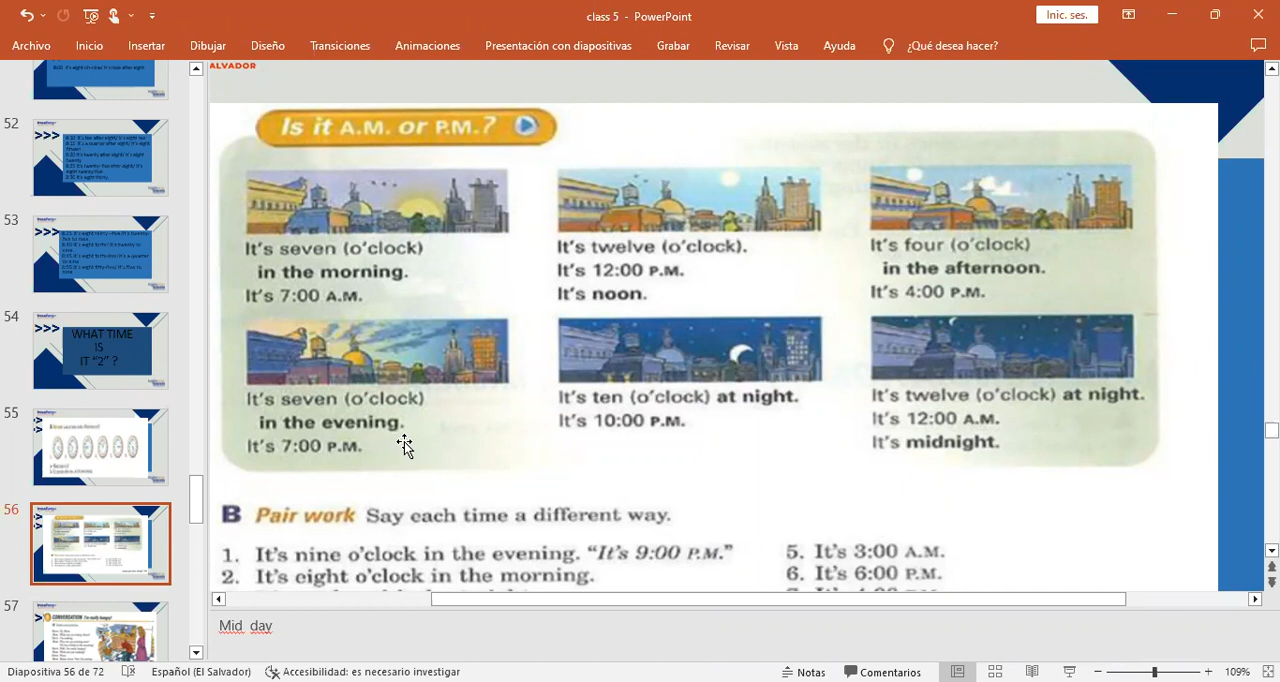 class 5 - PowerPoint
Inic. ses.
Archivo Inicio Insertar Dibujar Diseño Transiciones Animaciones Presentación con diapositivas Grabar Revisar Vista Ayuda ¿Qué desea hacer?
ALVADOR
52
53
54
WHAT TIME
IS
IT “2” ?
55
56
57
Is it A.M. or P.M.?
It's seven (o'clock)
in the morning.
It's 7:00 A.M.
It's twelve (o'clock).
It's 12:00 P.M.
It's noon.
It's four (o'clock)
in the afternoon.
It's 4:00 P.M.
It's seven (o'clock)
in the evening.
It's 7:00 P.M.
It's ten (o'clock) at night.
It's 10:00 P.M.
It's twelve (o'clock) at night.
It's 12:00 A.M.
It's midnight.
B Pair work Say each time a different way.
1. It's nine o'clock in the evening. “It's 9:00 P.M.”
2. It's eight o'clock in the morning.
5. It's 3:00 A.M.
6. It's 6:00 P.M.
Mid day
Diapositiva 56 de 72 Español (El Salvador) Accesibilidad: es necesario investigar Notas Comentarios 109%